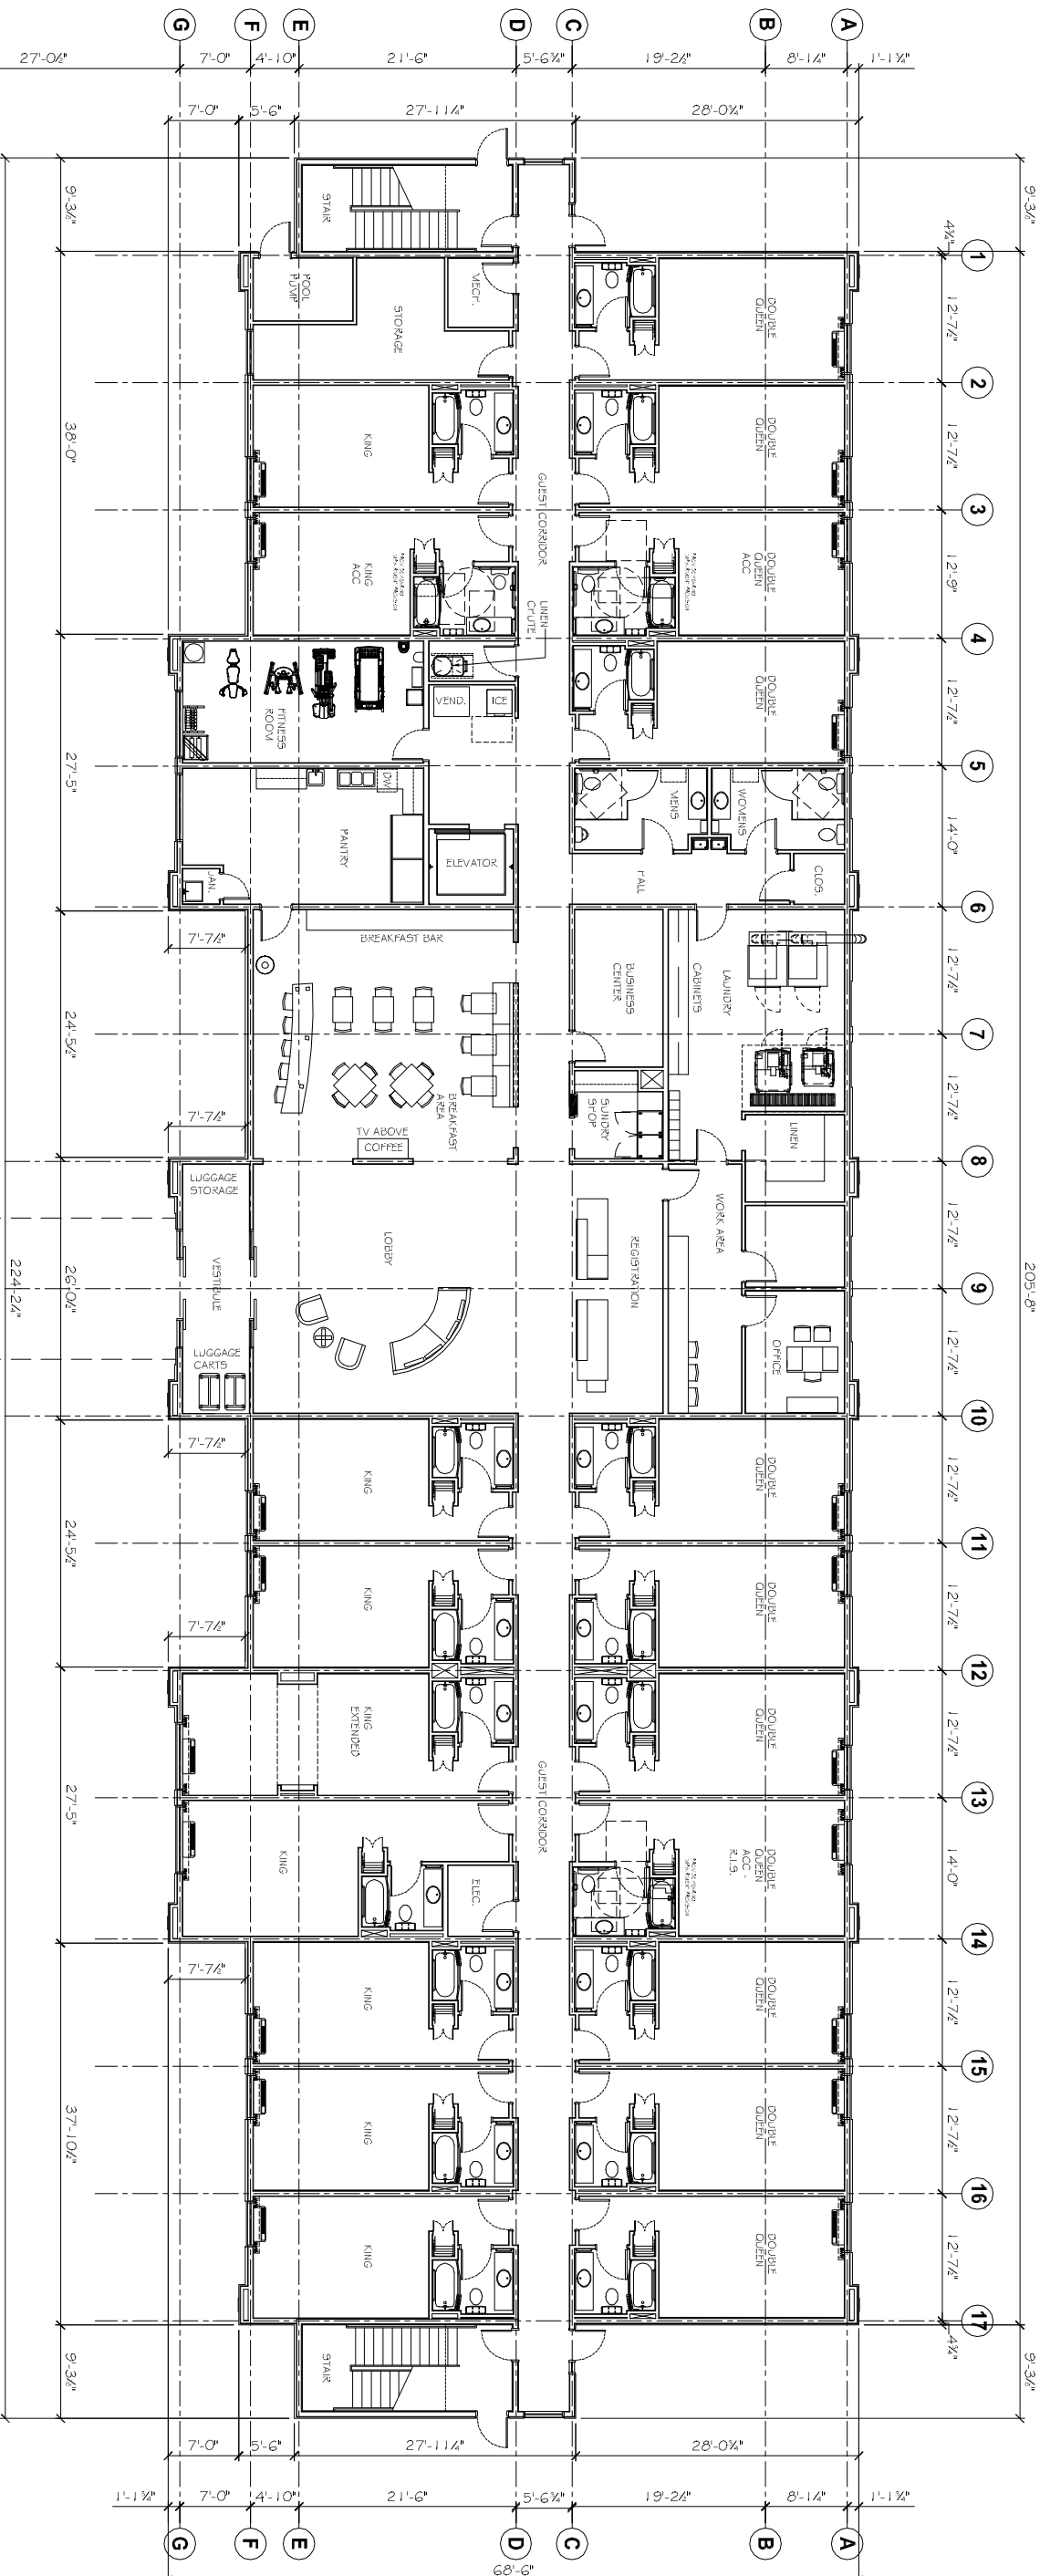 G
F
E
D
C
B
A
27'-0½"
7'-0"
4'-10"
21'-6"
5'-6¾"
19'-2½"
8'-1¼"
1'-1¾"
7'-0"
5'-6"
27'-11¼"
28'-0¾"
9'-3½"
9'-3½"
4¾"
STAIR
1
12'-7½"
POOL
PUMP
MECH.
STORAGE
DOUBLE
QUEEN
2
12'-7½"
38'-0"
KING
GUEST CORRIDOR
DOUBLE
QUEEN
3
12'-9"
KING
ACC
DOUBLE
QUEEN
ACC
LINEN
CHUTE
4
12'-7½"
FITNESS
ROOM
VEND.
ICE
DOUBLE
QUEEN
27'-5"
5
14'-0"
DW
PANTRY
JAN.
ELEVATOR
MENS
WOMENS
HALL
CLOS.
6
12'-7½"
7'-7½"
BREAKFAST BAR
BUSINESS
CENTER
CABINETS
LAUNDRY
24'-5½"
7
12'-7½"
7'-7½"
BREAKFAST
AREA
TV ABOVE
COFFEE
SUNDRY
SHOP
LINEN
8
12'-7½"
LUGGAGE
STORAGE
LOBBY
REGISTRATION
WORK AREA
VESTIBULE
26'-0½"
224'-2¼"
205'-8"
9
12'-7½"
LUGGAGE
CARTS
OFFICE
10
12'-7½"
7'-7½"
KING
DOUBLE
QUEEN
24'-5½"
11
12'-7½"
7'-7½"
KING
DOUBLE
QUEEN
12
12'-7½"
KING
EXTENDED
DOUBLE
QUEEN
GUEST CORRIDOR
27'-5"
13
14'-0"
KING
ELEC.
DOUBLE
QUEEN
ACC -
R.I.S.
14
12'-7½"
7'-7½"
KING
DOUBLE
QUEEN
15
12'-7½"
37'-10½"
KING
DOUBLE
QUEEN
16
12'-7½"
KING
DOUBLE
QUEEN
17
4¾"
STAIR
9'-3½"
9'-3½"
7'-0"
5'-6"
27'-11¼"
28'-0¾"
1'-1¾"
7'-0"
4'-10"
21'-6"
5'-6¾"
19'-2½"
8'-1¼"
1'-1¾"
G
F
E
D
C
B
A
68'-6"